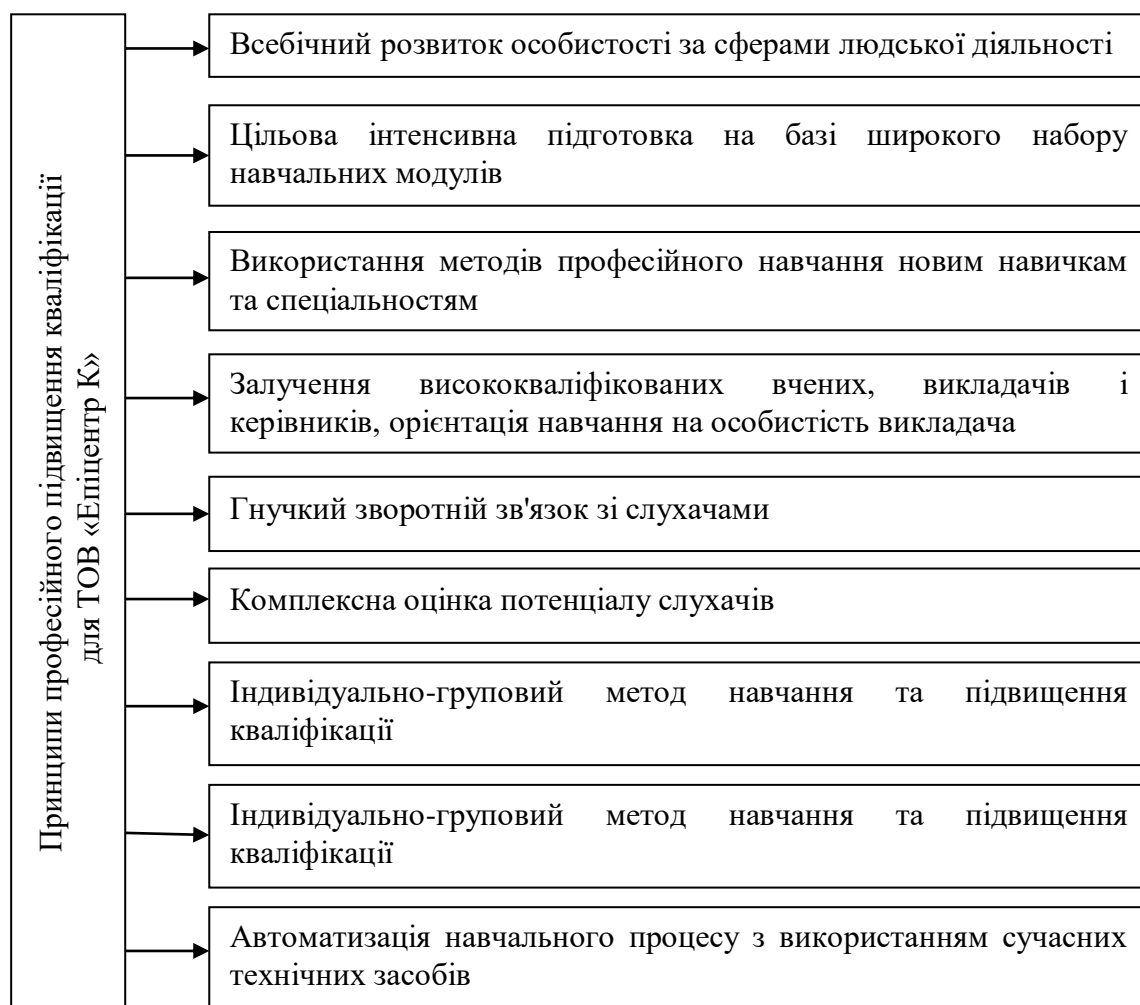 Принципи професійного підвищення кваліфікації
для ТОВ «Епіцентр К»
Всебічний розвиток особистості за сферами людської діяльності
Цільова інтенсивна підготовка на базі широкого набору
навчальних модулів
Використання методів професійного навчання новим навичкам
та спеціальностям
Залучення висококваліфікованих вчених, викладачів і
керівників, орієнтація навчання на особистість викладача
Гнучкий зворотній зв'язок зі слухачами
Комплексна оцінка потенціалу слухачів
Індивідуально-груповий метод навчання та підвищення
кваліфікації
Індивідуально-груповий метод навчання та підвищення
кваліфікації
Автоматизація навчального процесу з використанням сучасних
технічних засобів